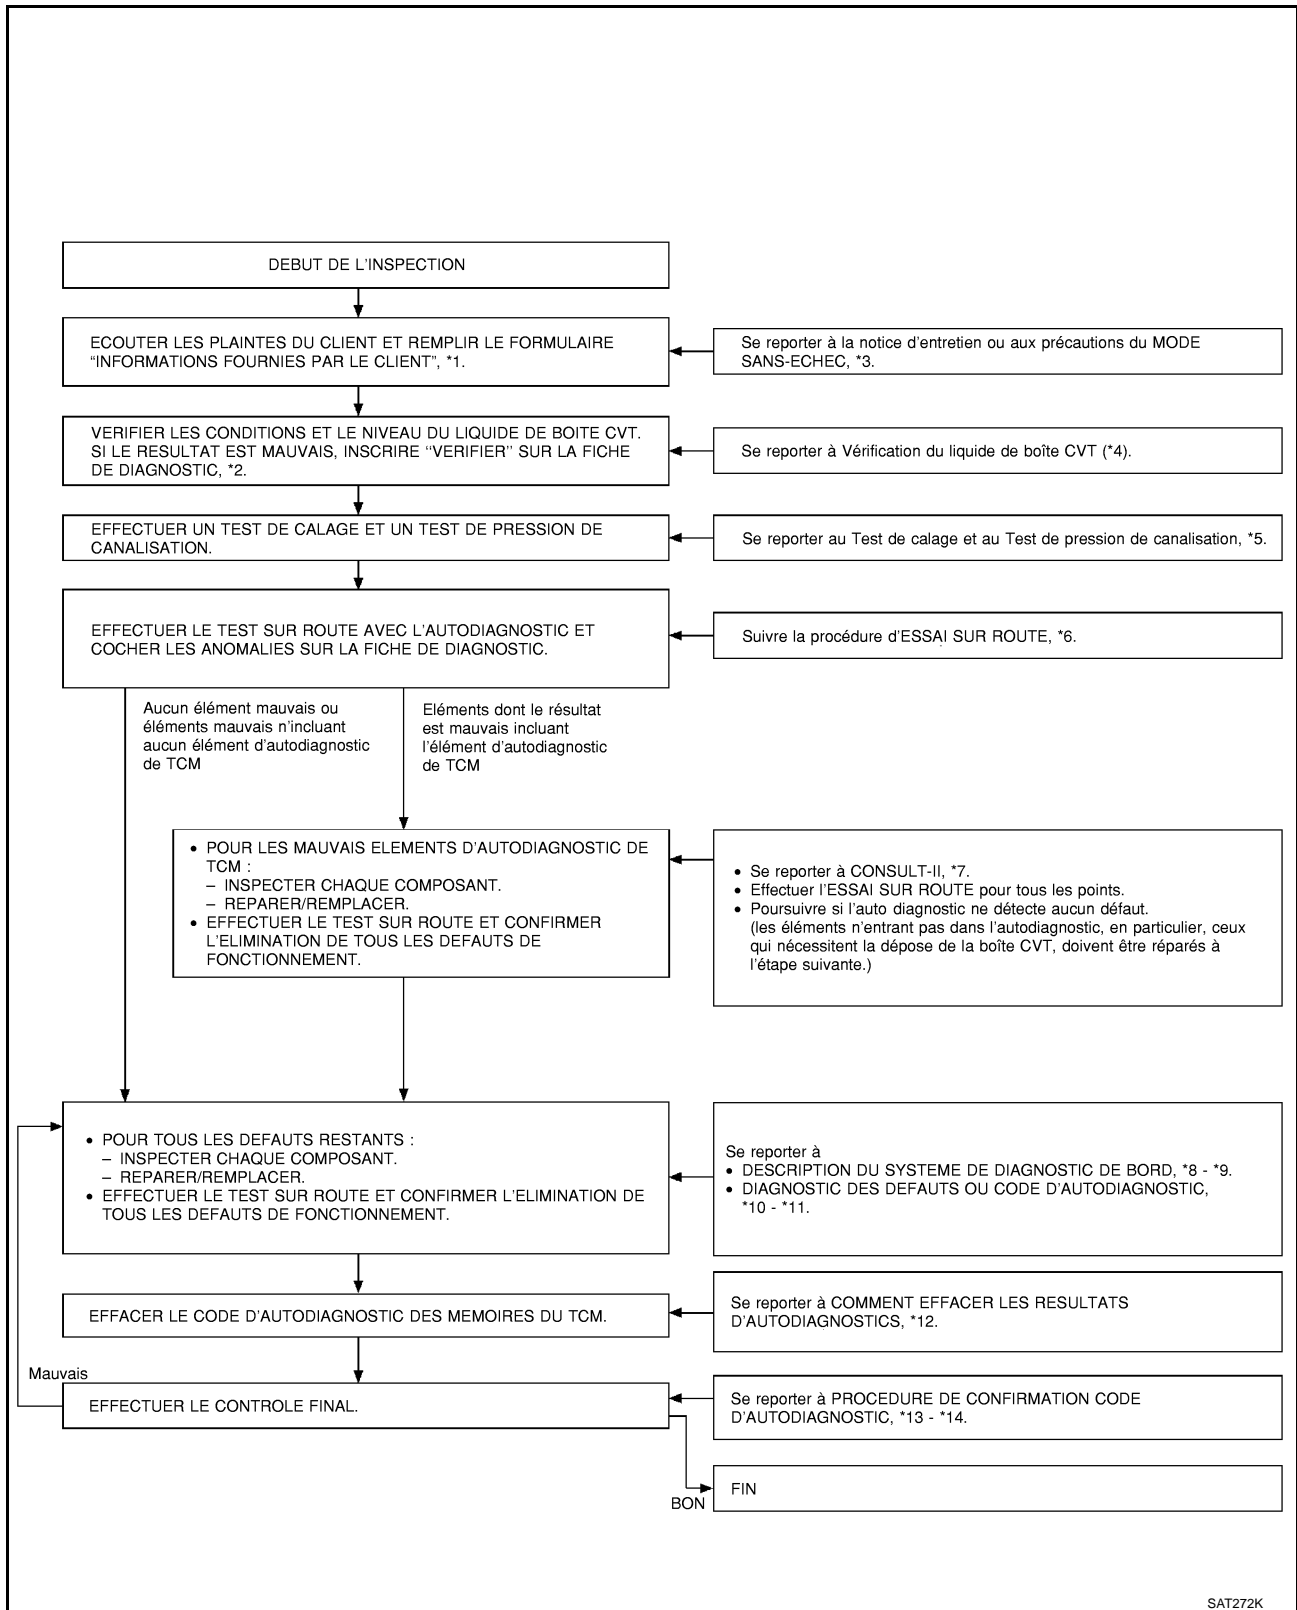 DEBUT DE L'INSPECTION
ECOUTER LES PLAINTES DU CLIENT ET REMPLIR LE FORMULAIRE
“INFORMATIONS FOURNIES PAR LE CLIENT”, *1.
Se reporter à la notice d'entretien ou aux précautions du MODE
SANS-ECHEC, *3.
VERIFIER LES CONDITIONS ET LE NIVEAU DU LIQUIDE DE BOITE CVT.
SI LE RESULTAT EST MAUVAIS, INSCRIRE ‘‘VERIFIER’’ SUR LA FICHE
DE DIAGNOSTIC, *2.
Se reporter à Vérification du liquide de boîte CVT (*4).
EFFECTUER UN TEST DE CALAGE ET UN TEST DE PRESSION DE
CANALISATION.
Se reporter au Test de calage et au Test de pression de canalisation, *5.
EFFECTUER LE TEST SUR ROUTE AVEC L'AUTODIAGNOSTIC ET
COCHER LES ANOMALIES SUR LA FICHE DE DIAGNOSTIC.
Suivre la procédure d'ESSAI SUR ROUTE, *6.
Aucun élément mauvais ou
éléments mauvais n'incluant
aucun élément d'autodiagnostic
de TCM
Eléments dont le résultat
est mauvais incluant
l'élément d'autodiagnostic
de TCM
• POUR LES MAUVAIS ELEMENTS D'AUTODIAGNOSTIC DE
TCM :
– INSPECTER CHAQUE COMPOSANT.
– REPARER/REMPLACER.
• EFFECTUER LE TEST SUR ROUTE ET CONFIRMER
L'ELIMINATION DE TOUS LES DEFAUTS DE
FONCTIONNEMENT.
• Se reporter à CONSULT-II, *7.
• Effectuer l'ESSAI SUR ROUTE pour tous les points.
• Poursuivre si l'auto diagnostic ne détecte aucun défaut.
(les éléments n'entrant pas dans l'autodiagnostic, en particulier, ceux
qui nécessitent la dépose de la boîte CVT, doivent être réparés à
l'étape suivante.)
• POUR TOUS LES DEFAUTS RESTANTS :
– INSPECTER CHAQUE COMPOSANT.
– REPARER/REMPLACER.
• EFFECTUER LE TEST SUR ROUTE ET CONFIRMER L'ELIMINATION DE
TOUS LES DEFAUTS DE FONCTIONNEMENT.
Se reporter à
• DESCRIPTION DU SYSTEME DE DIAGNOSTIC DE BORD, *8 - *9.
• DIAGNOSTIC DES DEFAUTS OU CODE D'AUTODIAGNOSTIC,
*10 - *11.
EFFACER LE CODE D'AUTODIAGNOSTIC DES MEMOIRES DU TCM.
Se reporter à COMMENT EFFACER LES RESULTATS
D'AUTODIAGNOSTICS, *12.
Mauvais
EFFECTUER LE CONTROLE FINAL.
Se reporter à PROCEDURE DE CONFIRMATION CODE
D'AUTODIAGNOSTIC, *13 - *14.
BON
FIN
SAT272K